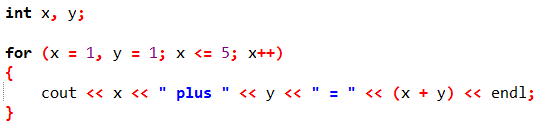 int x, y;
for (x = 1, y = 1; x <= 5; x++)
{
cout << x << " plus " << y << " = " << (x + y) << endl;
}